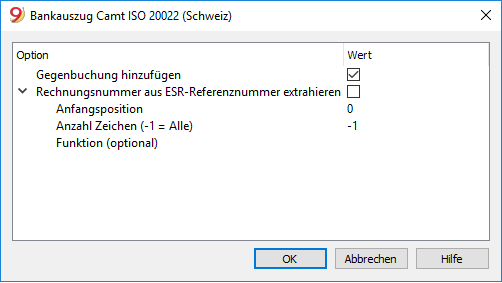 Bankauszug Camt ISO 20022 (Schweiz)
Option Wert
Gegenbuchung hinzufügen
Rechnungsnummer aus ESR-Referenznummer extrahieren
Anfangsposition 0
Anzahl Zeichen (-1 = Alle) -1
Funktion (optional)
OK Abbrechen Hilfe